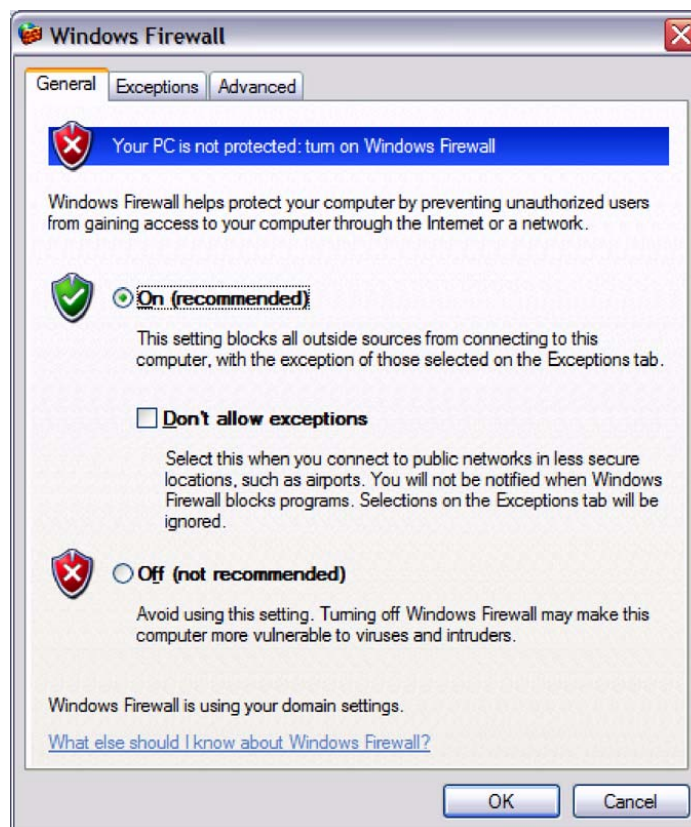 Windows Firewall
General
Exceptions
Advanced
Your PC is not protected: turn on Windows Firewall
Windows Firewall helps protect your computer by preventing unauthorized users
from gaining access to your computer through the Internet or a network.
On (recommended)
This setting blocks all outside sources from connecting to this
computer, with the exception of those selected on the Exceptions tab.
Don't allow exceptions
Select this when you connect to public networks in less secure
locations, such as airports. You will not be notified when Windows
Firewall blocks programs. Selections on the Exceptions tab will be
ignored.
Off (not recommended)
Avoid using this setting. Turning off Windows Firewall may make this
computer more vulnerable to viruses and intruders.
Windows Firewall is using your domain settings.
What else should I know about Windows Firewall?
OK
Cancel